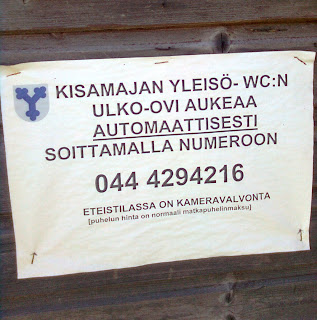 KISAMAJAN YLEISÖ- WC:N
ULKO-OVI AUKEAA
AUTOMAATTISESTI
SOITTAMALLA NUMEROON
044 4294216
ETEISTILASSA ON KAMERAVALVONTA
[puhelun hinta on normaali matkapuhelinmaksu]